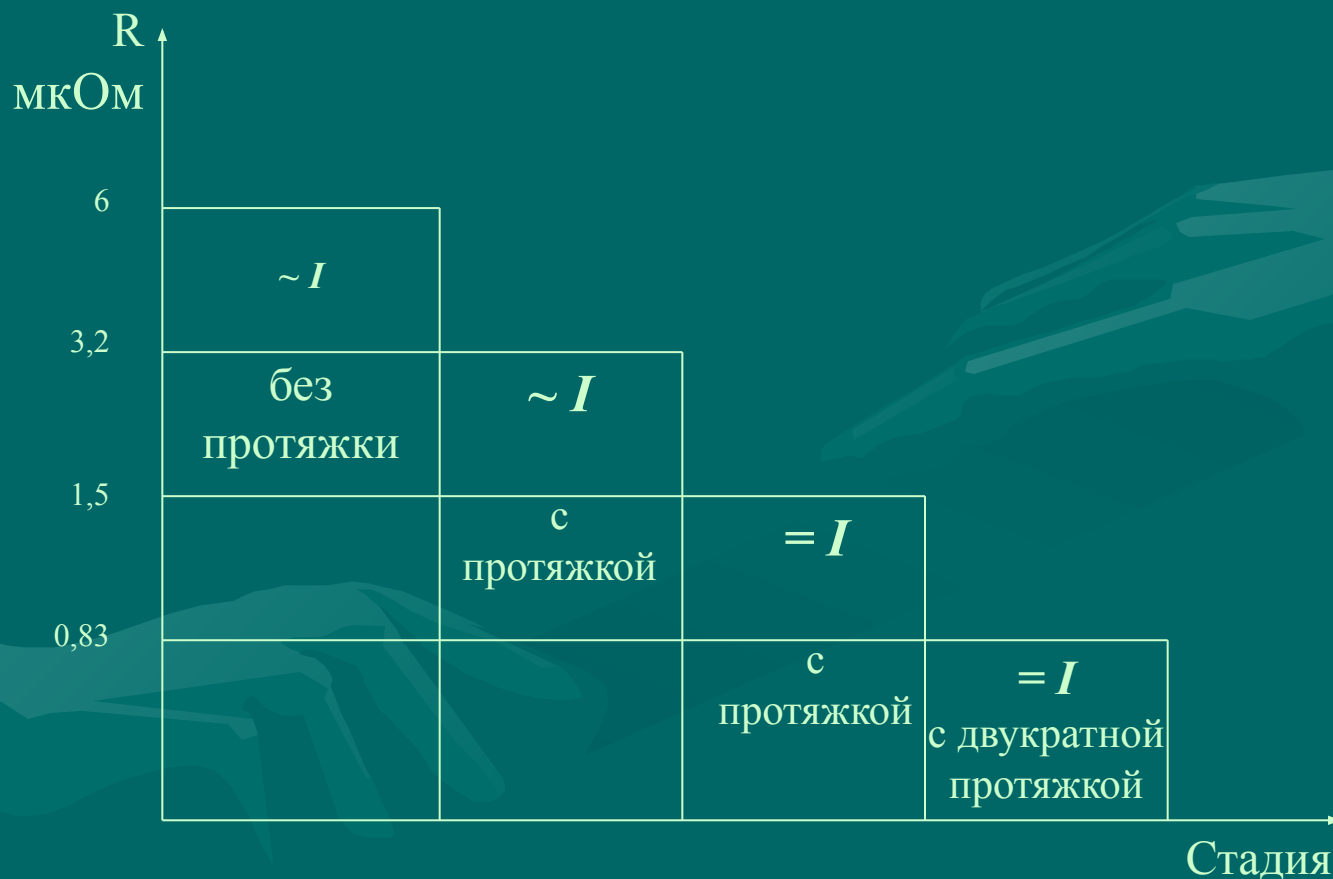 R
мкОм
6
~ I
3,2
без
протяжки
~ I
1,5
с
протяжкой
= I
0,83
с
протяжкой
= I
с двукратной
протяжкой
Стадия